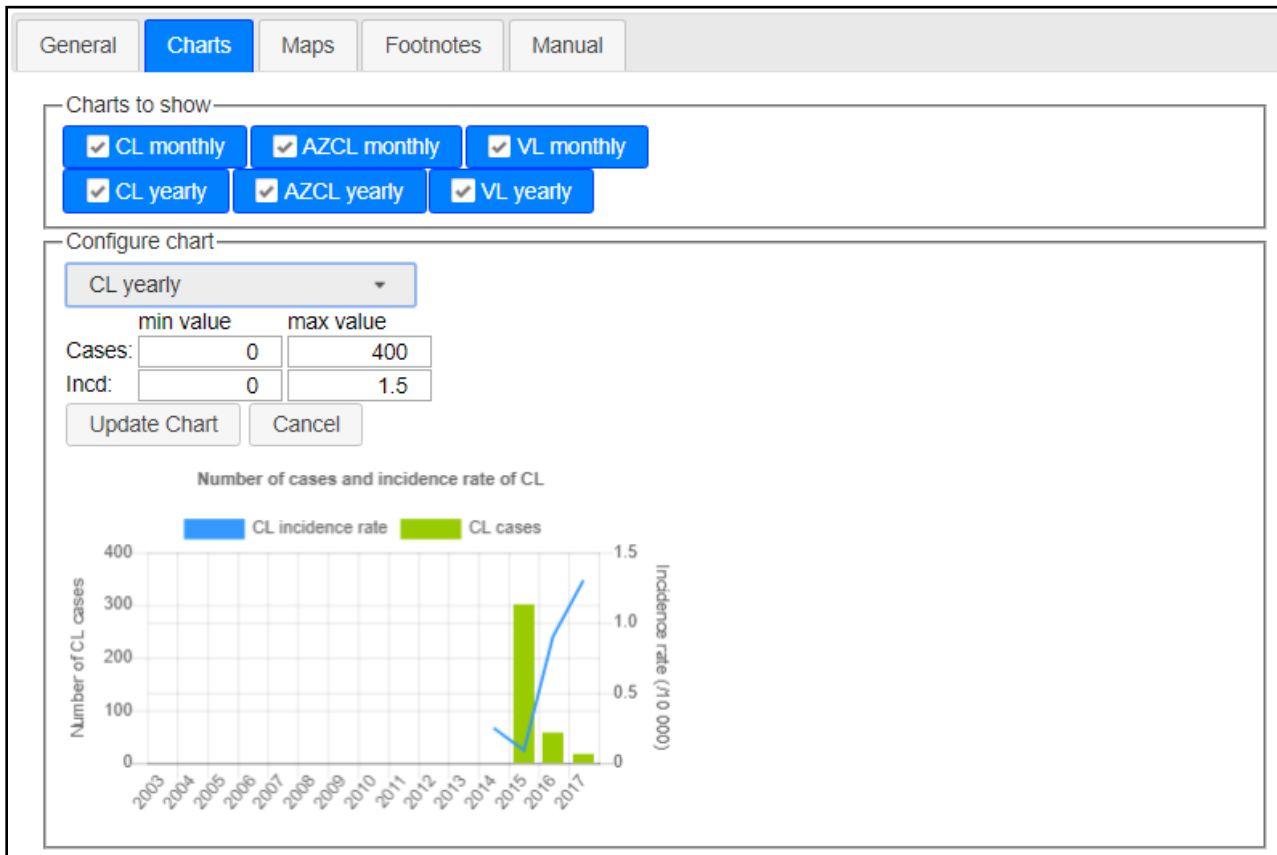 General Charts Maps Footnotes Manual
Charts to show
CL monthly AZCL monthly VL monthly
CL yearly AZCL yearly VL yearly
Configure chart
CL yearly
min value max value
Cases: 0 400
Incd: 0 1.5
Update Chart Cancel
Number of cases and incidence rate of CL
CL incidence rate CL cases
Number of CL cases
400
300
200
100
0
1.5
1.0
0.5
0
Incidence rate (/10 000)
2003 2004 2005 2006 2007 2008 2009 2010 2011 2012 2013 2014 2015 2016 2017